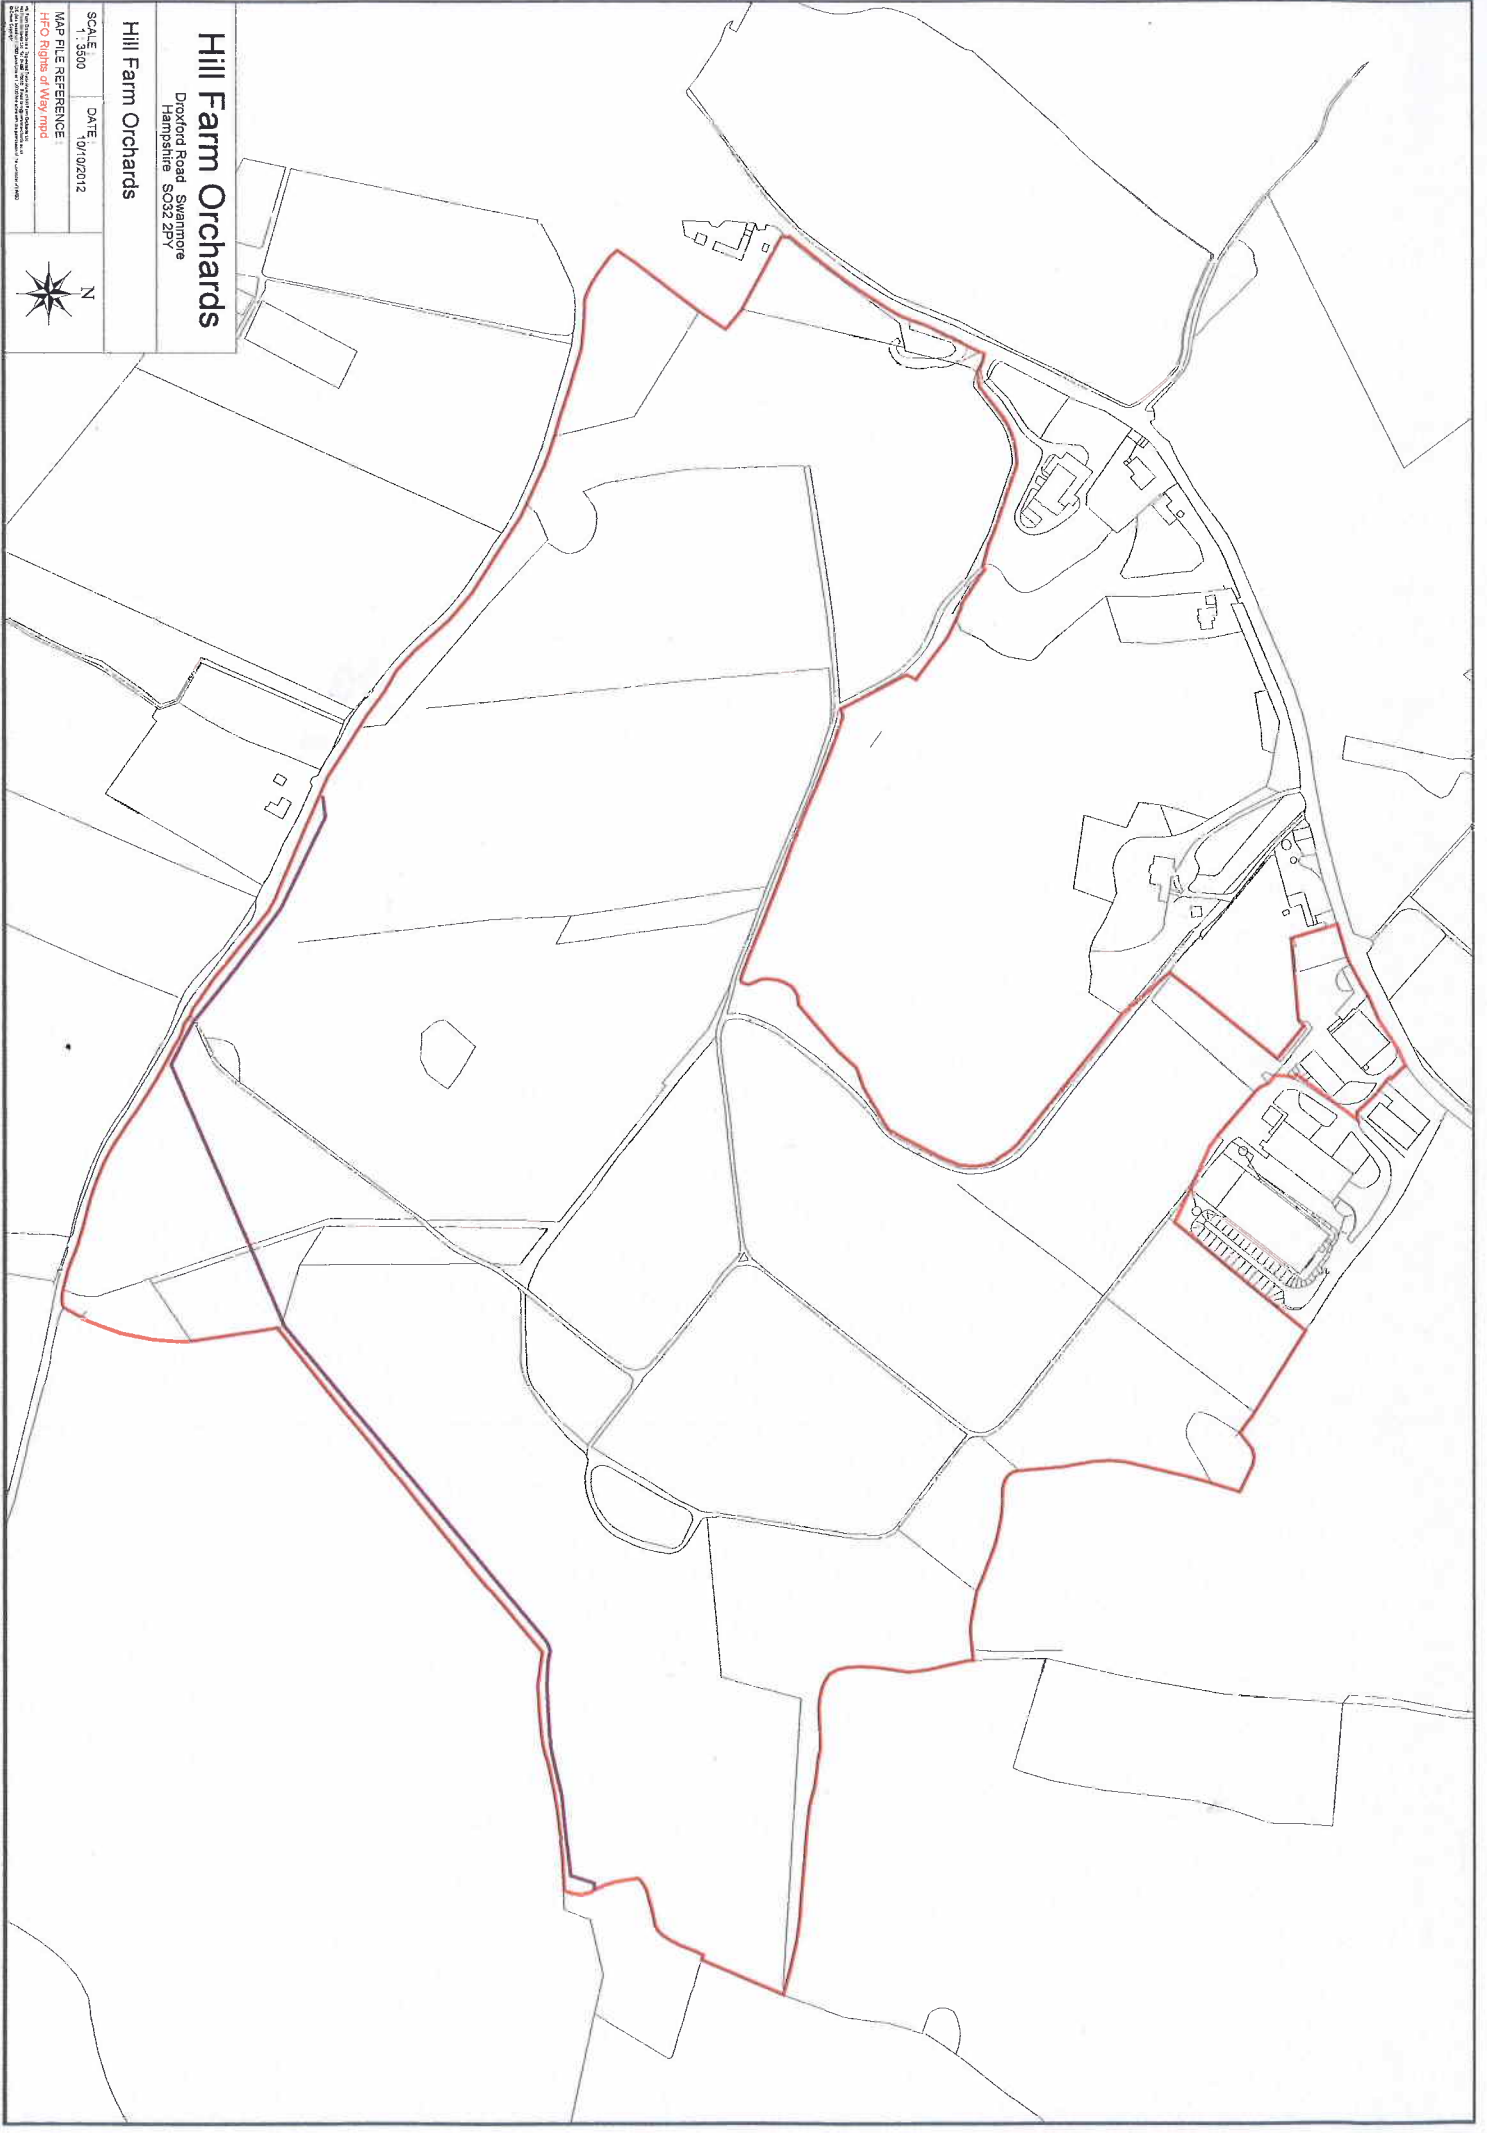 Hill Farm Orchards
Droxford Road Swanmore
Hampshire SO32 2PY
Hill Farm Orchards
SCALE : 1 : 3500
DATE : 10/10/2012
MAP FILE REFERENCE :
HFO Rights of Way.mpd
N